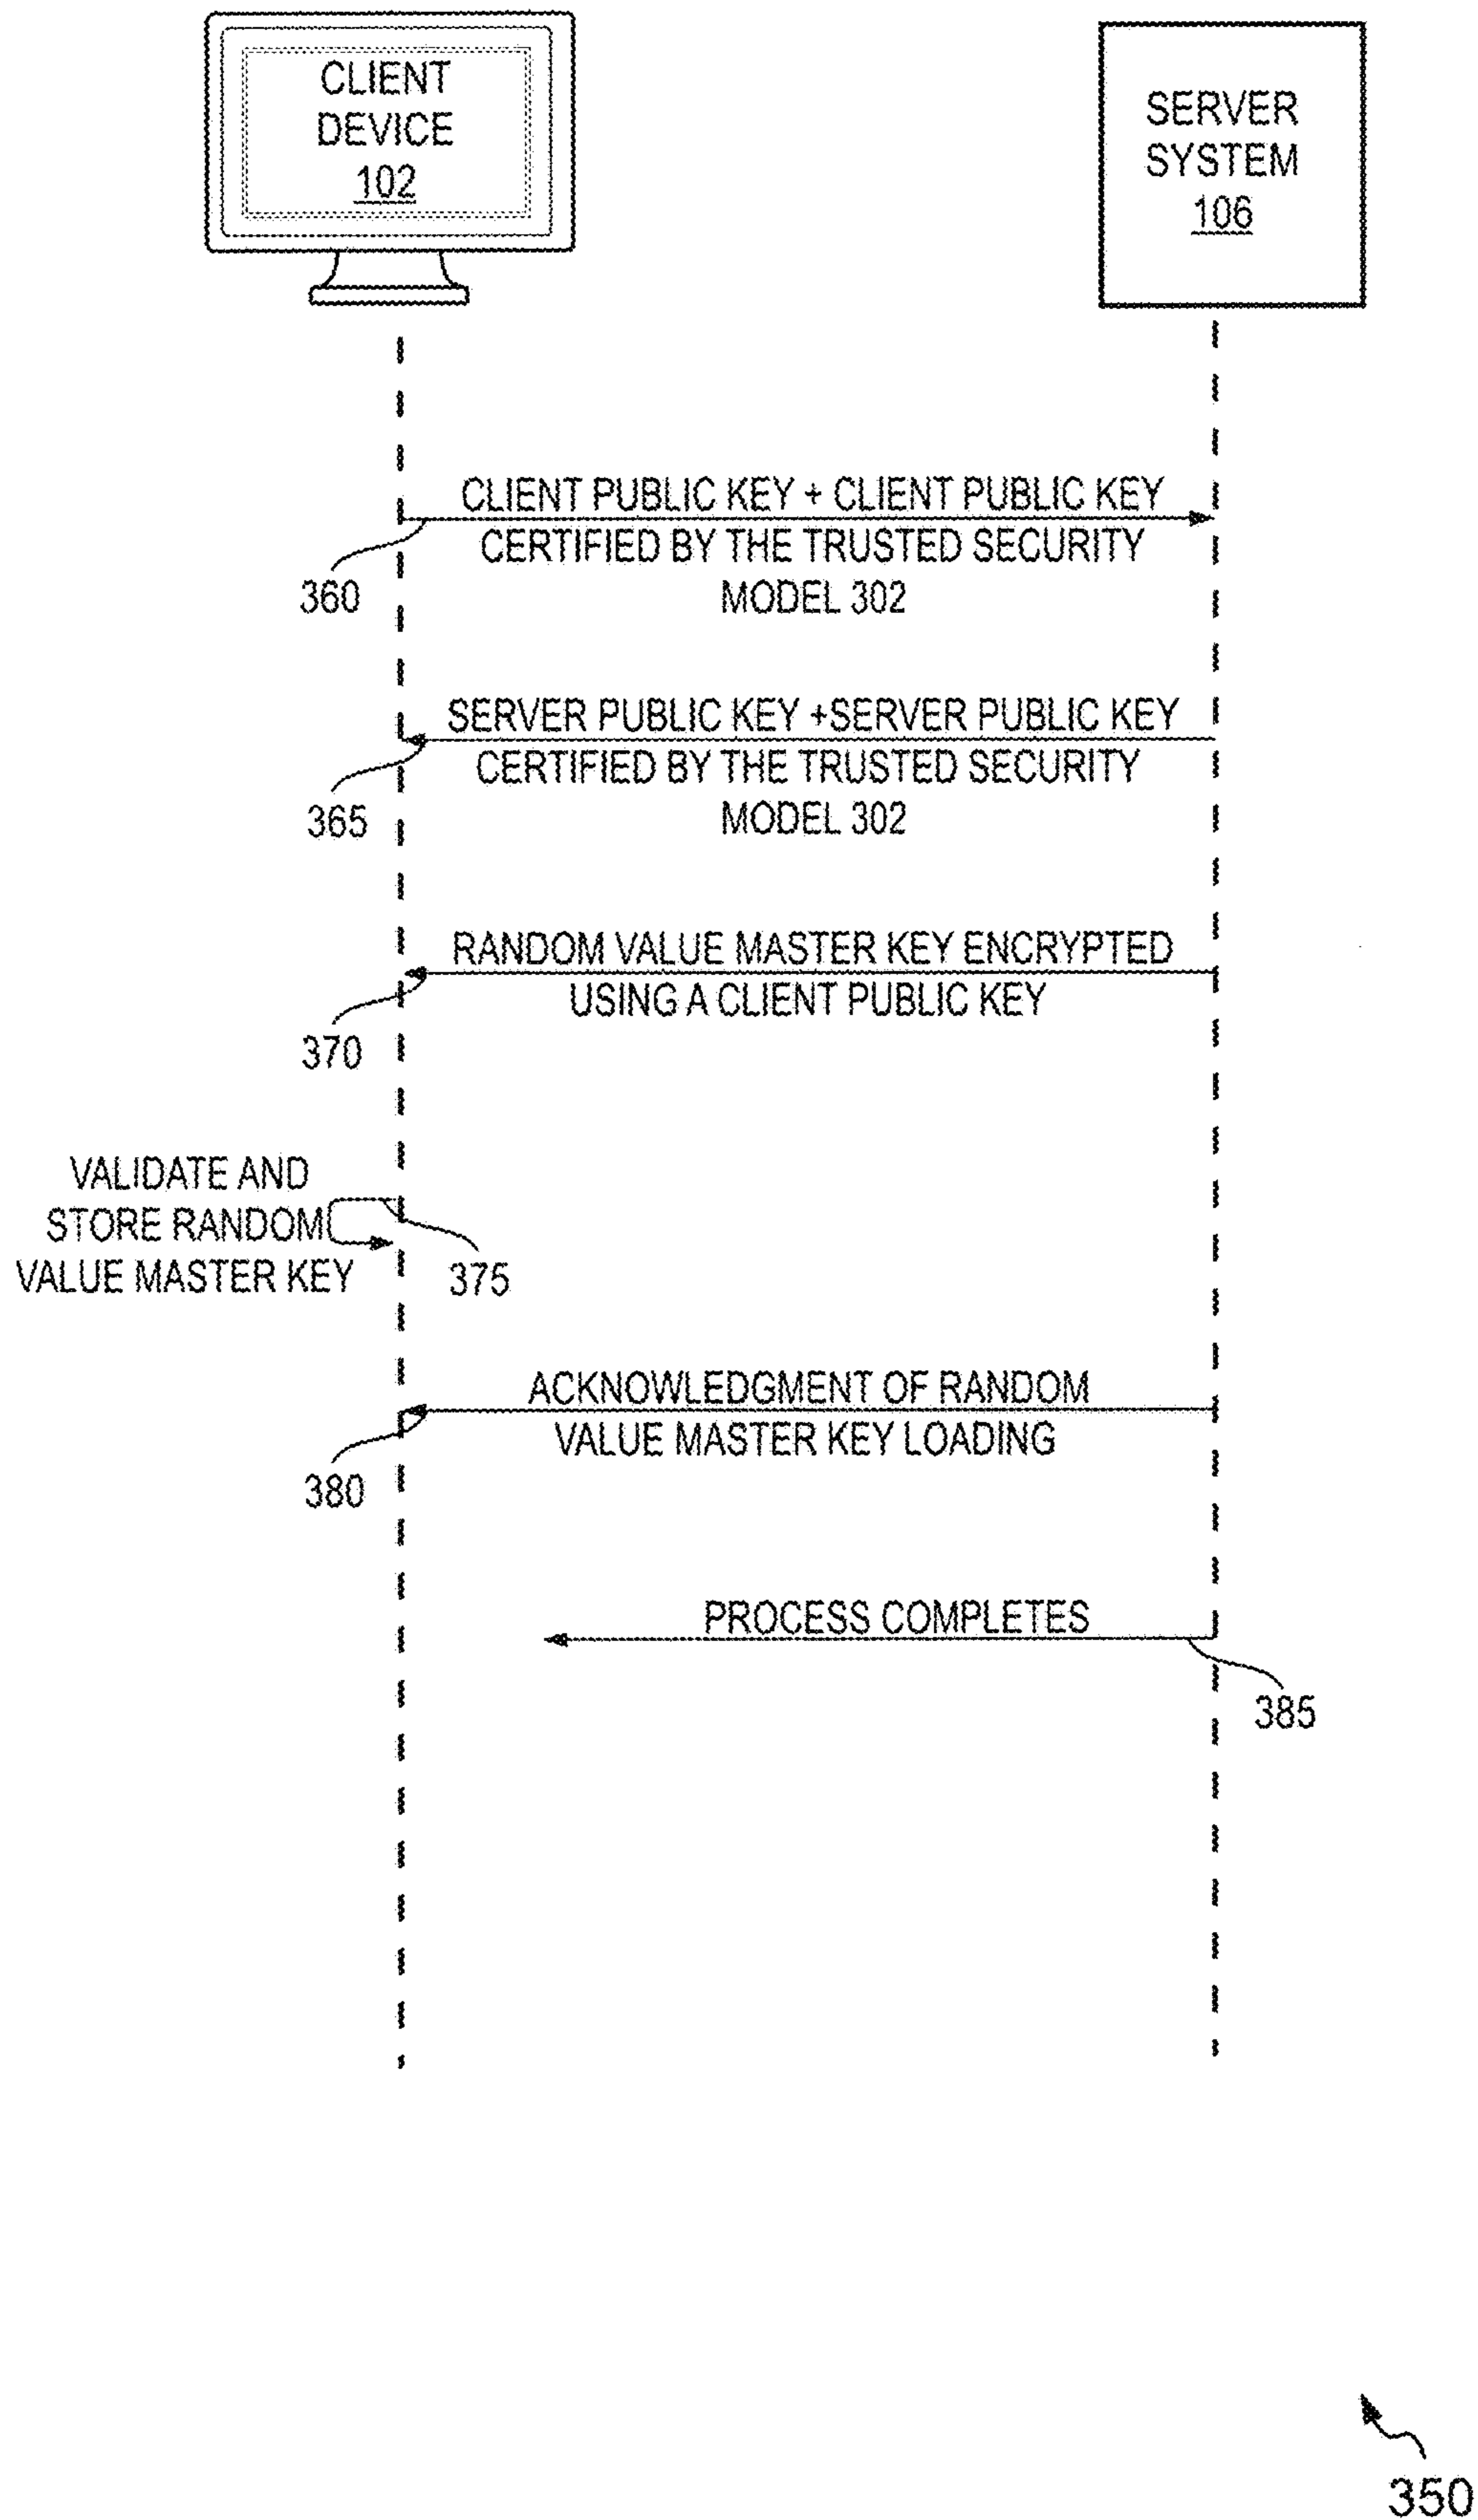 CLIENT
DEVICE
102
SERVER
SYSTEM
106
CLIENT PUBLIC KEY + CLIENT PUBLIC KEY
CERTIFIED BY THE TRUSTED SECURITY
MODEL 302
360
SERVER PUBLIC KEY +SERVER PUBLIC KEY
CERTIFIED BY THE TRUSTED SECURITY
MODEL 302
365
RANDOM VALUE MASTER KEY ENCRYPTED
USING A CLIENT PUBLIC KEY
370
VALIDATE AND
STORE RANDOM
VALUE MASTER KEY
375
ACKNOWLEDGMENT OF RANDOM
VALUE MASTER KEY LOADING
380
PROCESS COMPLETES
385
350